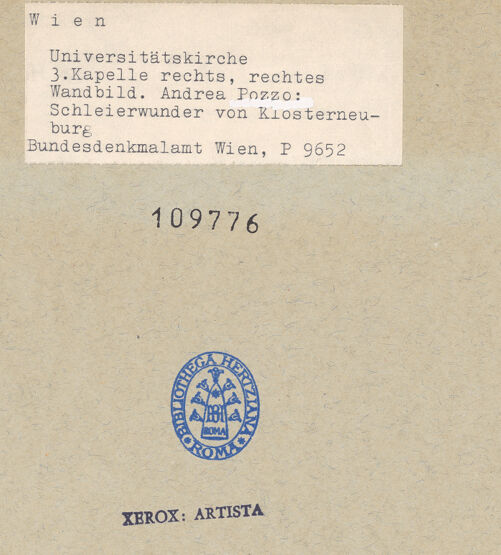 W i e n
Universitätskirche
3.Kapelle rechts, rechtes
Wandbild. Andrea Pozzo:
Schleierwunder von Klosterneu-
burg
Bundesdenkmalamt Wien, P 9652
109776
BIBLIOTHECA HERTZIANA
ROMA
ROMA
XEROX: ARTISTA